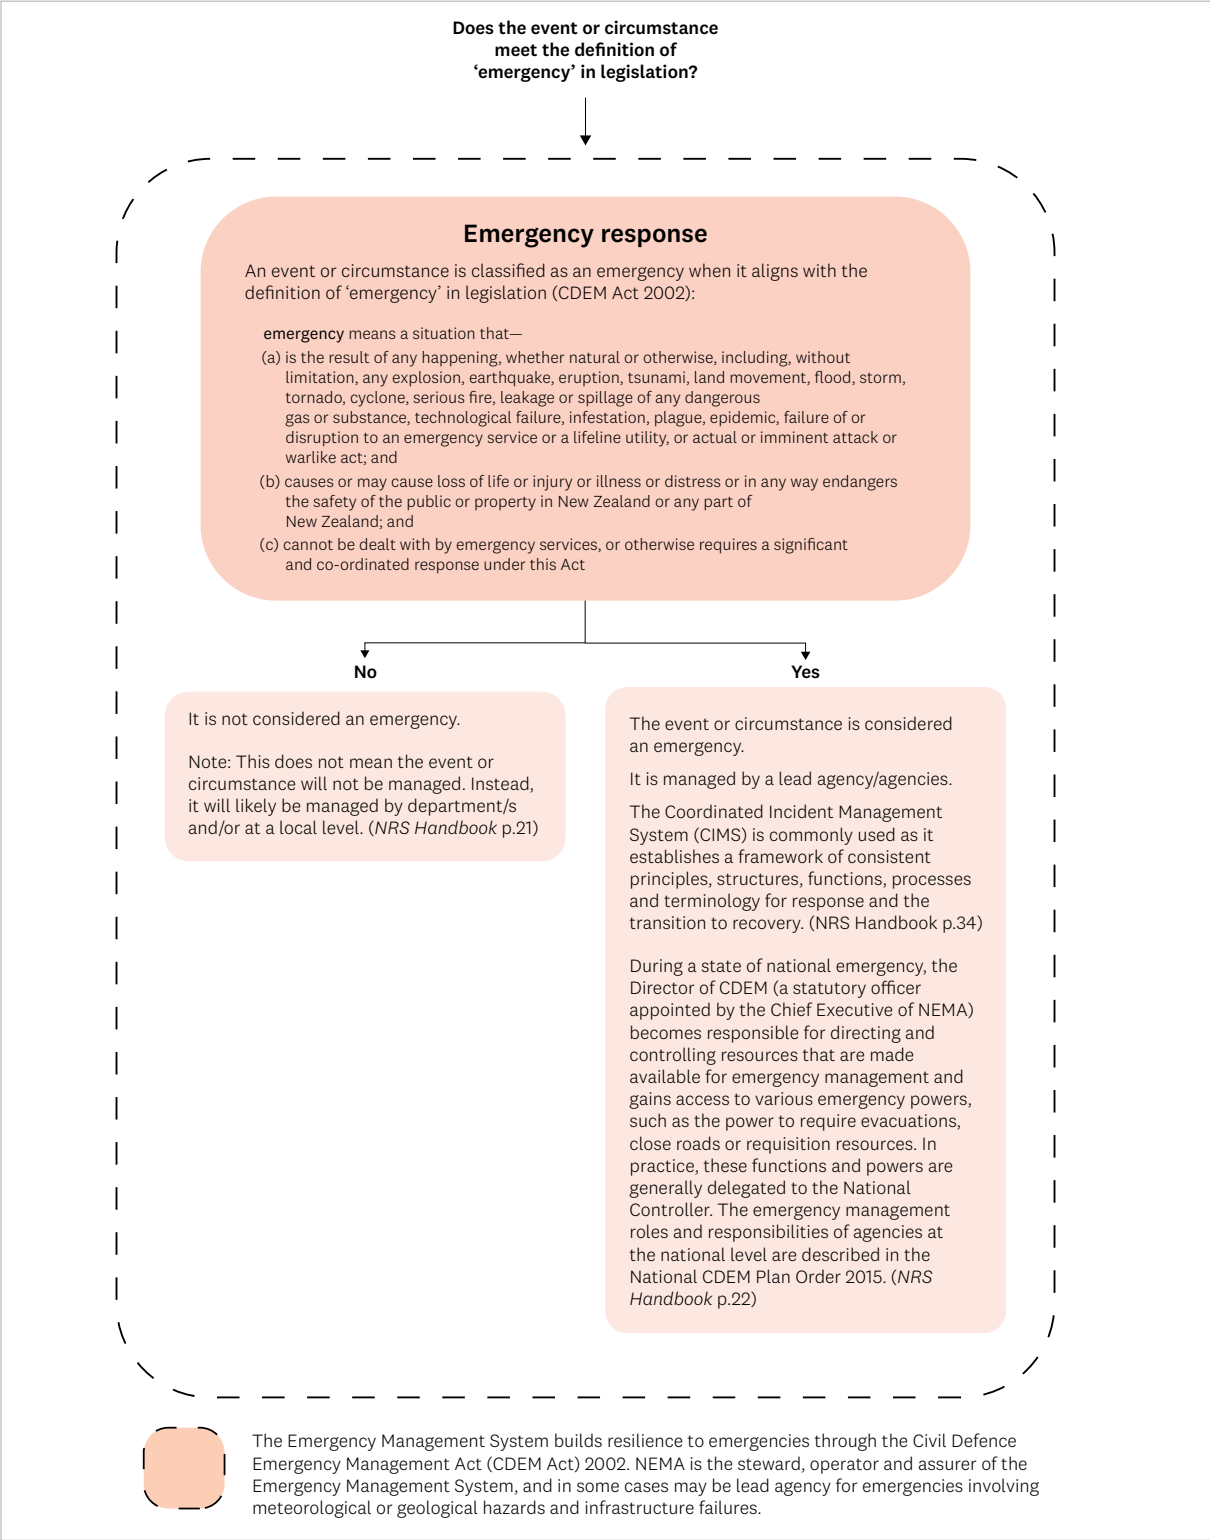 Does the event or circumstance
meet the definition of
‘emergency’ in legislation?
Emergency response
An event or circumstance is classified as an emergency when it aligns with the
definition of ‘emergency’ in legislation (CDEM Act 2002):
emergency means a situation that—
(a) is the result of any happening, whether natural or otherwise, including, without
limitation, any explosion, earthquake, eruption, tsunami, land movement, flood, storm,
tornado, cyclone, serious fire, leakage or spillage of any dangerous
gas or substance, technological failure, infestation, plague, epidemic, failure of or
disruption to an emergency service or a lifeline utility, or actual or imminent attack or
warlike act; and
(b) causes or may cause loss of life or injury or illness or distress or in any way endangers
the safety of the public or property in New Zealand or any part of
New Zealand; and
(c) cannot be dealt with by emergency services, or otherwise requires a significant
and co-ordinated response under this Act
No
It is not considered an emergency.
Note: This does not mean the event or
circumstance will not be managed. Instead,
it will likely be managed by department/s
and/or at a local level. (NRS Handbook p.21)
Yes
The event or circumstance is considered
an emergency.
It is managed by a lead agency/agencies.
The Coordinated Incident Management
System (CIMS) is commonly used as it
establishes a framework of consistent
principles, structures, functions, processes
and terminology for response and the
transition to recovery. (NRS Handbook p.34)
During a state of national emergency, the
Director of CDEM (a statutory officer
appointed by the Chief Executive of NEMA)
becomes responsible for directing and
controlling resources that are made
available for emergency management and
gains access to various emergency powers,
such as the power to require evacuations,
close roads or requisition resources. In
practice, these functions and powers are
generally delegated to the National
Controller. The emergency management
roles and responsibilities of agencies at
the national level are described in the
National CDEM Plan Order 2015. (NRS
Handbook p.22)
The Emergency Management System builds resilience to emergencies through the Civil Defence
Emergency Management Act (CDEM Act) 2002. NEMA is the steward, operator and assurer of the
Emergency Management System, and in some cases may be lead agency for emergencies involving
meteorological or geological hazards and infrastructure failures.